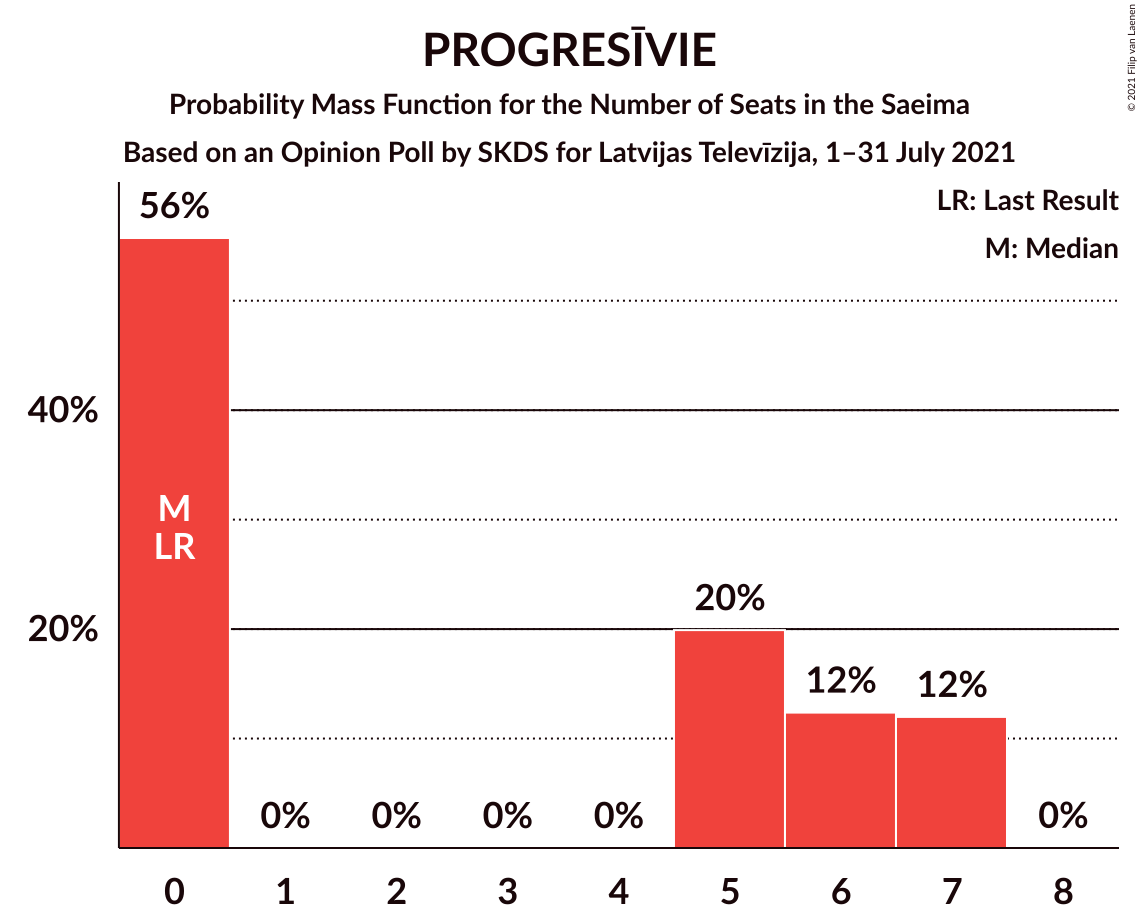 PROGRESĪVIE
Probability Mass Function for the Number of Seats in the Saeima
Based on an Opinion Poll by SKDS for Latvijas Televīzija, 1–31 July 2021
© 2021 Filip van Laenen
LR: Last Result
M: Median
56%
40%
M
LR
20%
20%
12%
12%
0%
0%
0%
0%
0%
0 1 2 3 4 5 6 7 8